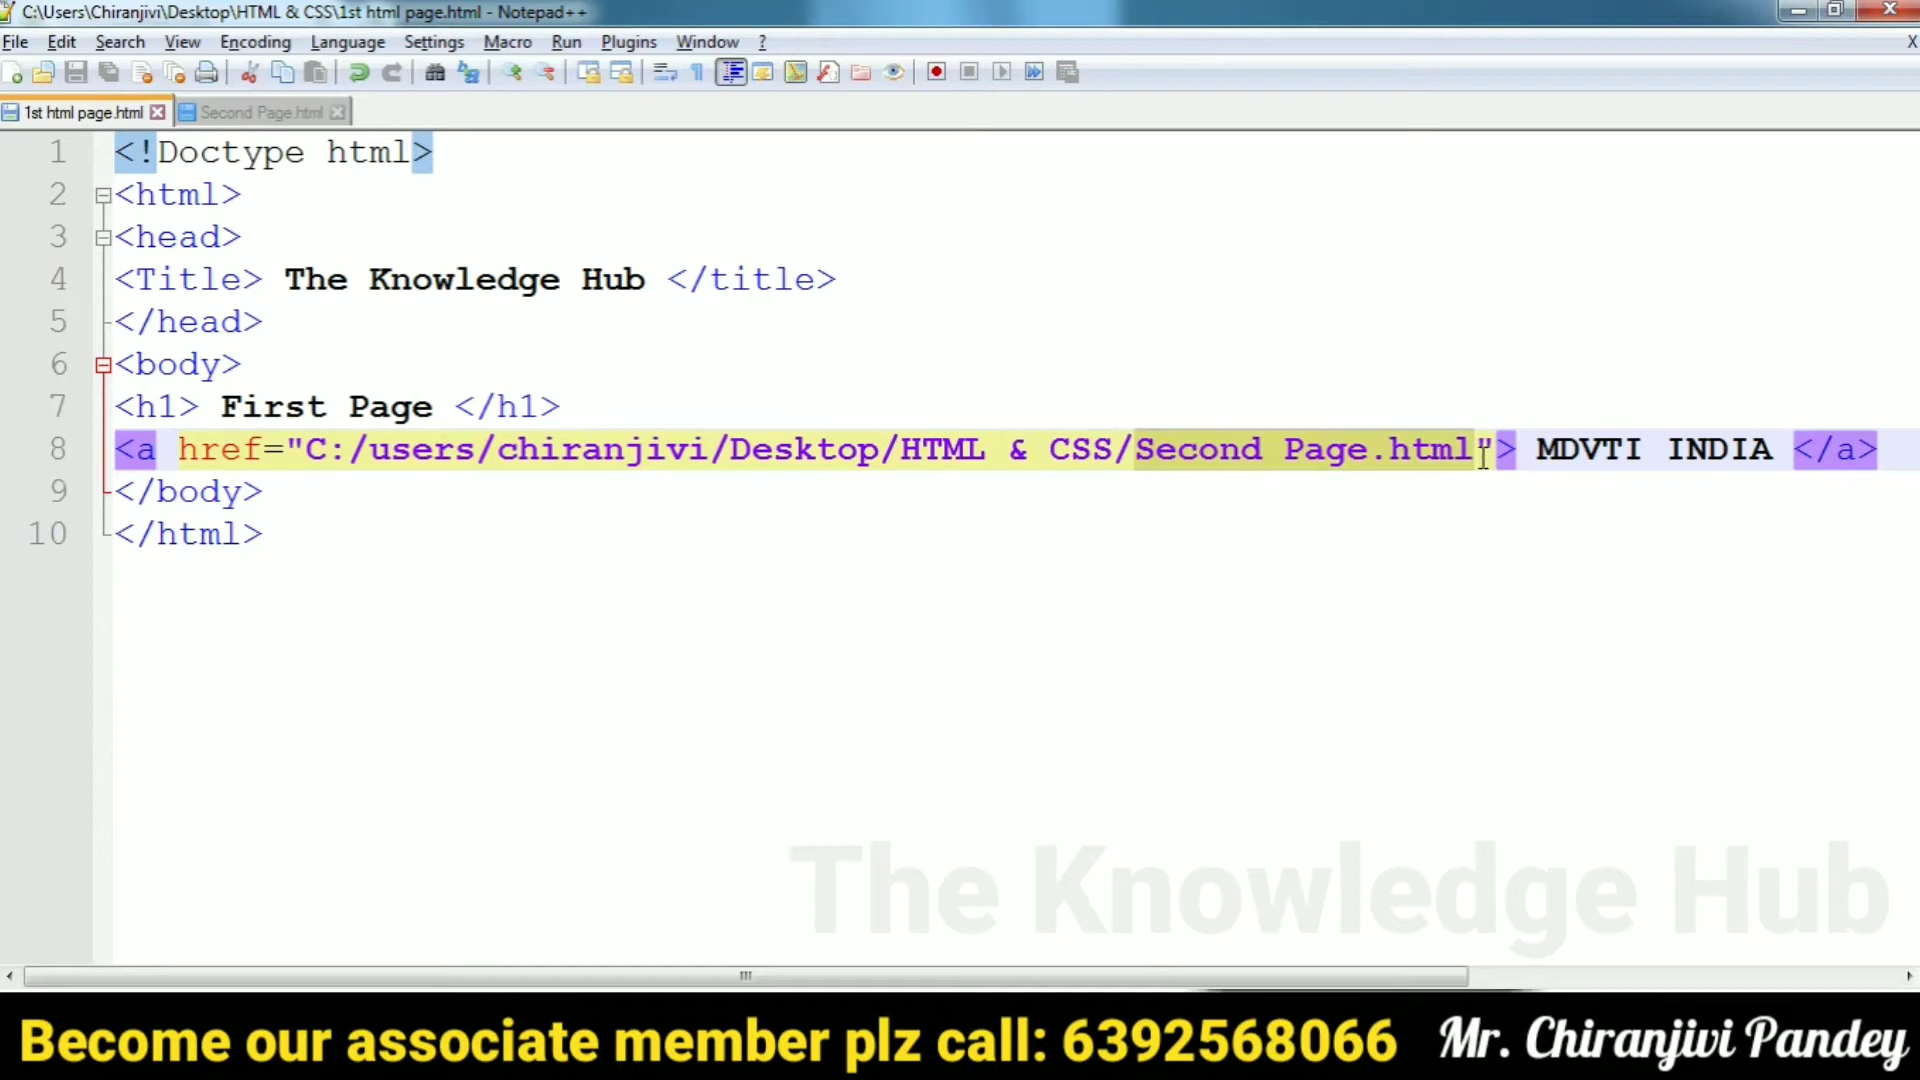 C:\Users\Chiranjivi\Desktop\HTML & CSS\1st html page.html - Notepad++
File Edit Search View Encoding Language Settings Macro Run Plugins Window ? X
1st html page.html Second Page.html
1 <!Doctype html>
2 <html>
3 <head>
4 <Title> The Knowledge Hub </title>
5 </head>
6 <body>
7 <h1> First Page </h1>
8 <a href="C:/users/chiranjivi/Desktop/HTML & CSS/Second Page.html"> MDVTI INDIA </a>
9 </body>
10 </html>
The Knowledge Hub
Become our associate member plz call: 6392568066 Mr. Chiranjivi Pandey